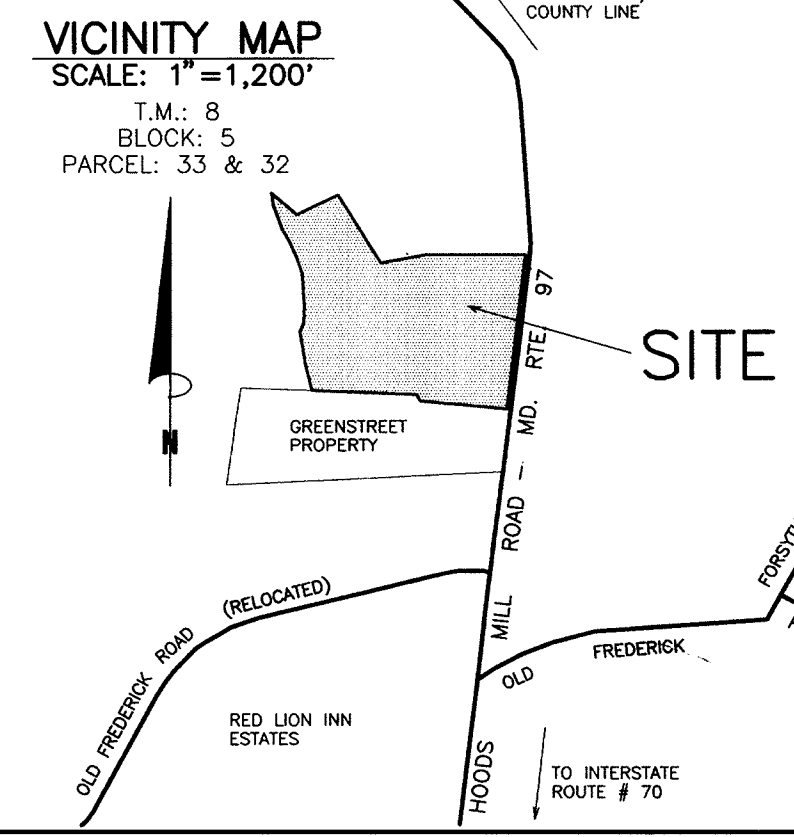 COUNTY LINE
VICINITY MAP
SCALE: 1"=1,200'
T.M.: 8
BLOCK: 5
PARCEL: 33 & 32
SITE
N
GREENSTREET
PROPERTY
HOODS MILL ROAD - MD. RTE 97
OLD FREDERICK ROAD (RELOCATED)
OLD FREDERICK
RED LION INN
ESTATES
TO INTERSTATE
ROUTE # 70